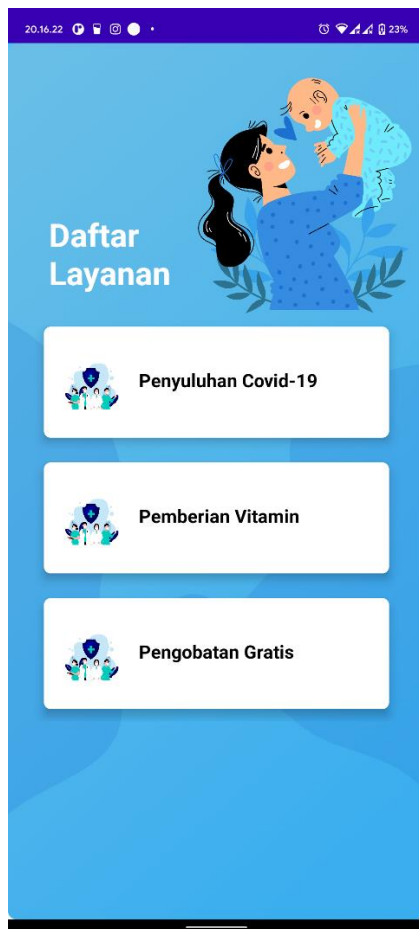 20.16.22
23%
Daftar
Layanan
Penyuluhan Covid-19
Pemberian Vitamin
Pengobatan Gratis